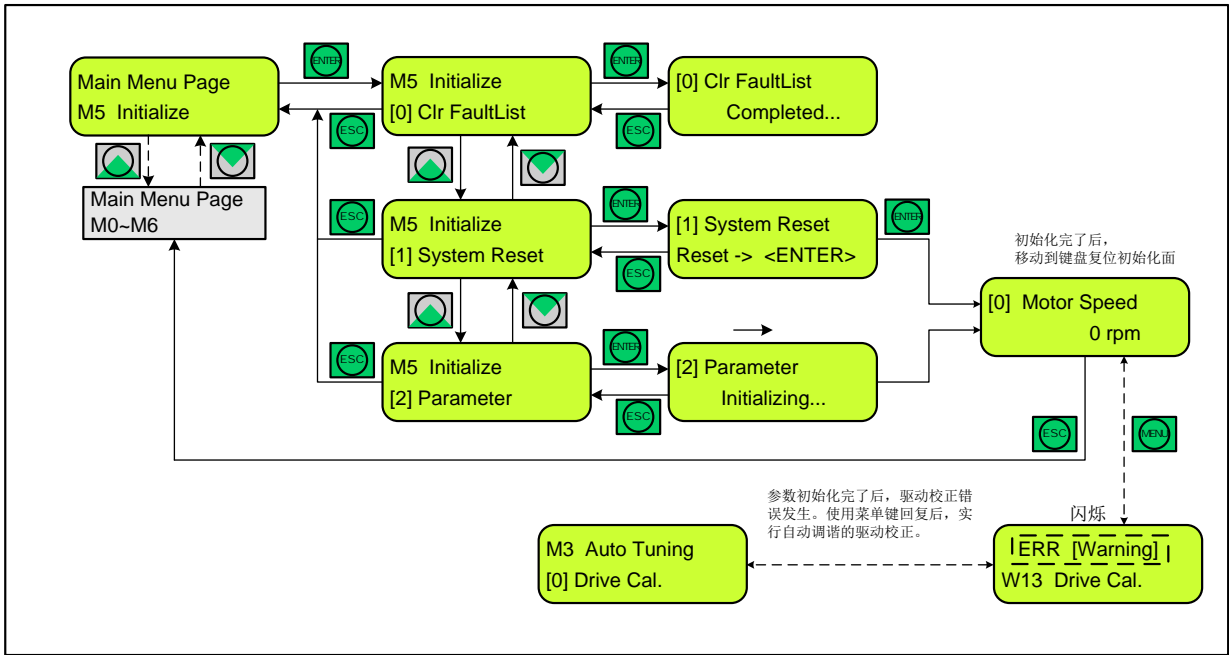 ENTER
ENTER
Main Menu Page
M5 Initialize
M5 Initialize
[0] Clr FaultList
[0] Clr FaultList
Completed...
ESC
ESC
Main Menu Page
M0~M6
ESC
M5 Initialize
[1] System Reset
ENTER
ESC
[1] System Reset
Reset -> <ENTER>
ENTER
初始化完了后，
移动到键盘复位初始化面
[0] Motor Speed
0 rpm
ESC
M5 Initialize
[2] Parameter
ENTER
ESC
[2] Parameter
Initializing...
ESC
MENU
参数初始化完了后，驱动校正错
误发生。使用菜单键回复后，实
行自动调谐的驱动校正。
闪烁
M3 Auto Tuning
[0] Drive Cal.
ERR [Warning]
W13 Drive Cal.